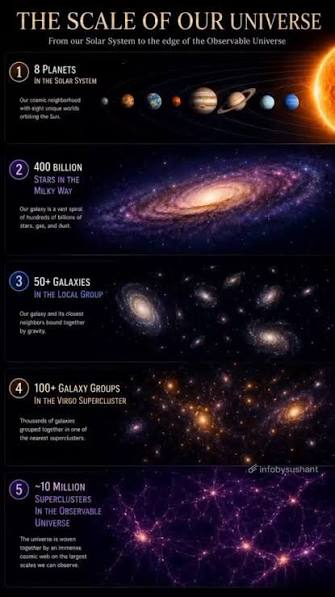 THE SCALE OF OUR UNIVERSE
From our Solar System to the edge of the Observable Universe
1
8 PLANETS
IN THE SOLAR SYSTEM
Our cosmic neighborhood
with eight unique worlds
orbiting the Sun.
2
400 BILLION
STARS IN THE
MILKY WAY
Our galaxy is a vast spiral
of hundreds of billions of
stars, gas, and dust.
3
50+ GALAXIES
IN THE LOCAL GROUP
Our galaxy and its closest
neighbors bound together
by gravity.
4
100+ GALAXY GROUPS
IN THE VIRGO SUPERCLUSTER
Thousands of galaxies
grouped together in one of
the nearest superclusters.
infobysushant
5
~10 MILLION
SUPERCLUSTERS
IN THE OBSERVABLE
UNIVERSE
The universe is woven
together by an immense
cosmic web on the largest
scales we can observe.